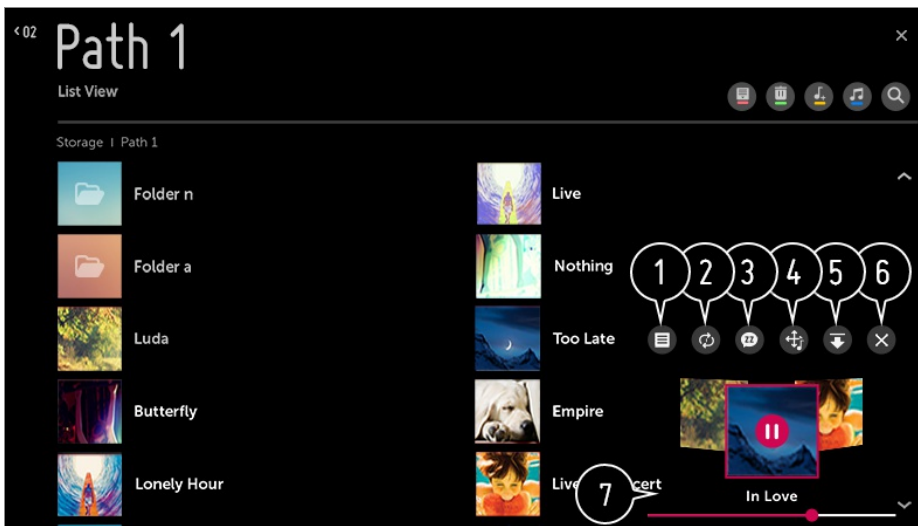 <02
Path 1
List View
Storage I Path 1
Folder n
Live
Folder a
Nothing
1 2 3 4 5 6
Luda
Too Late
zz
Butterfly
Empire
Lonely Hour
7
In Love